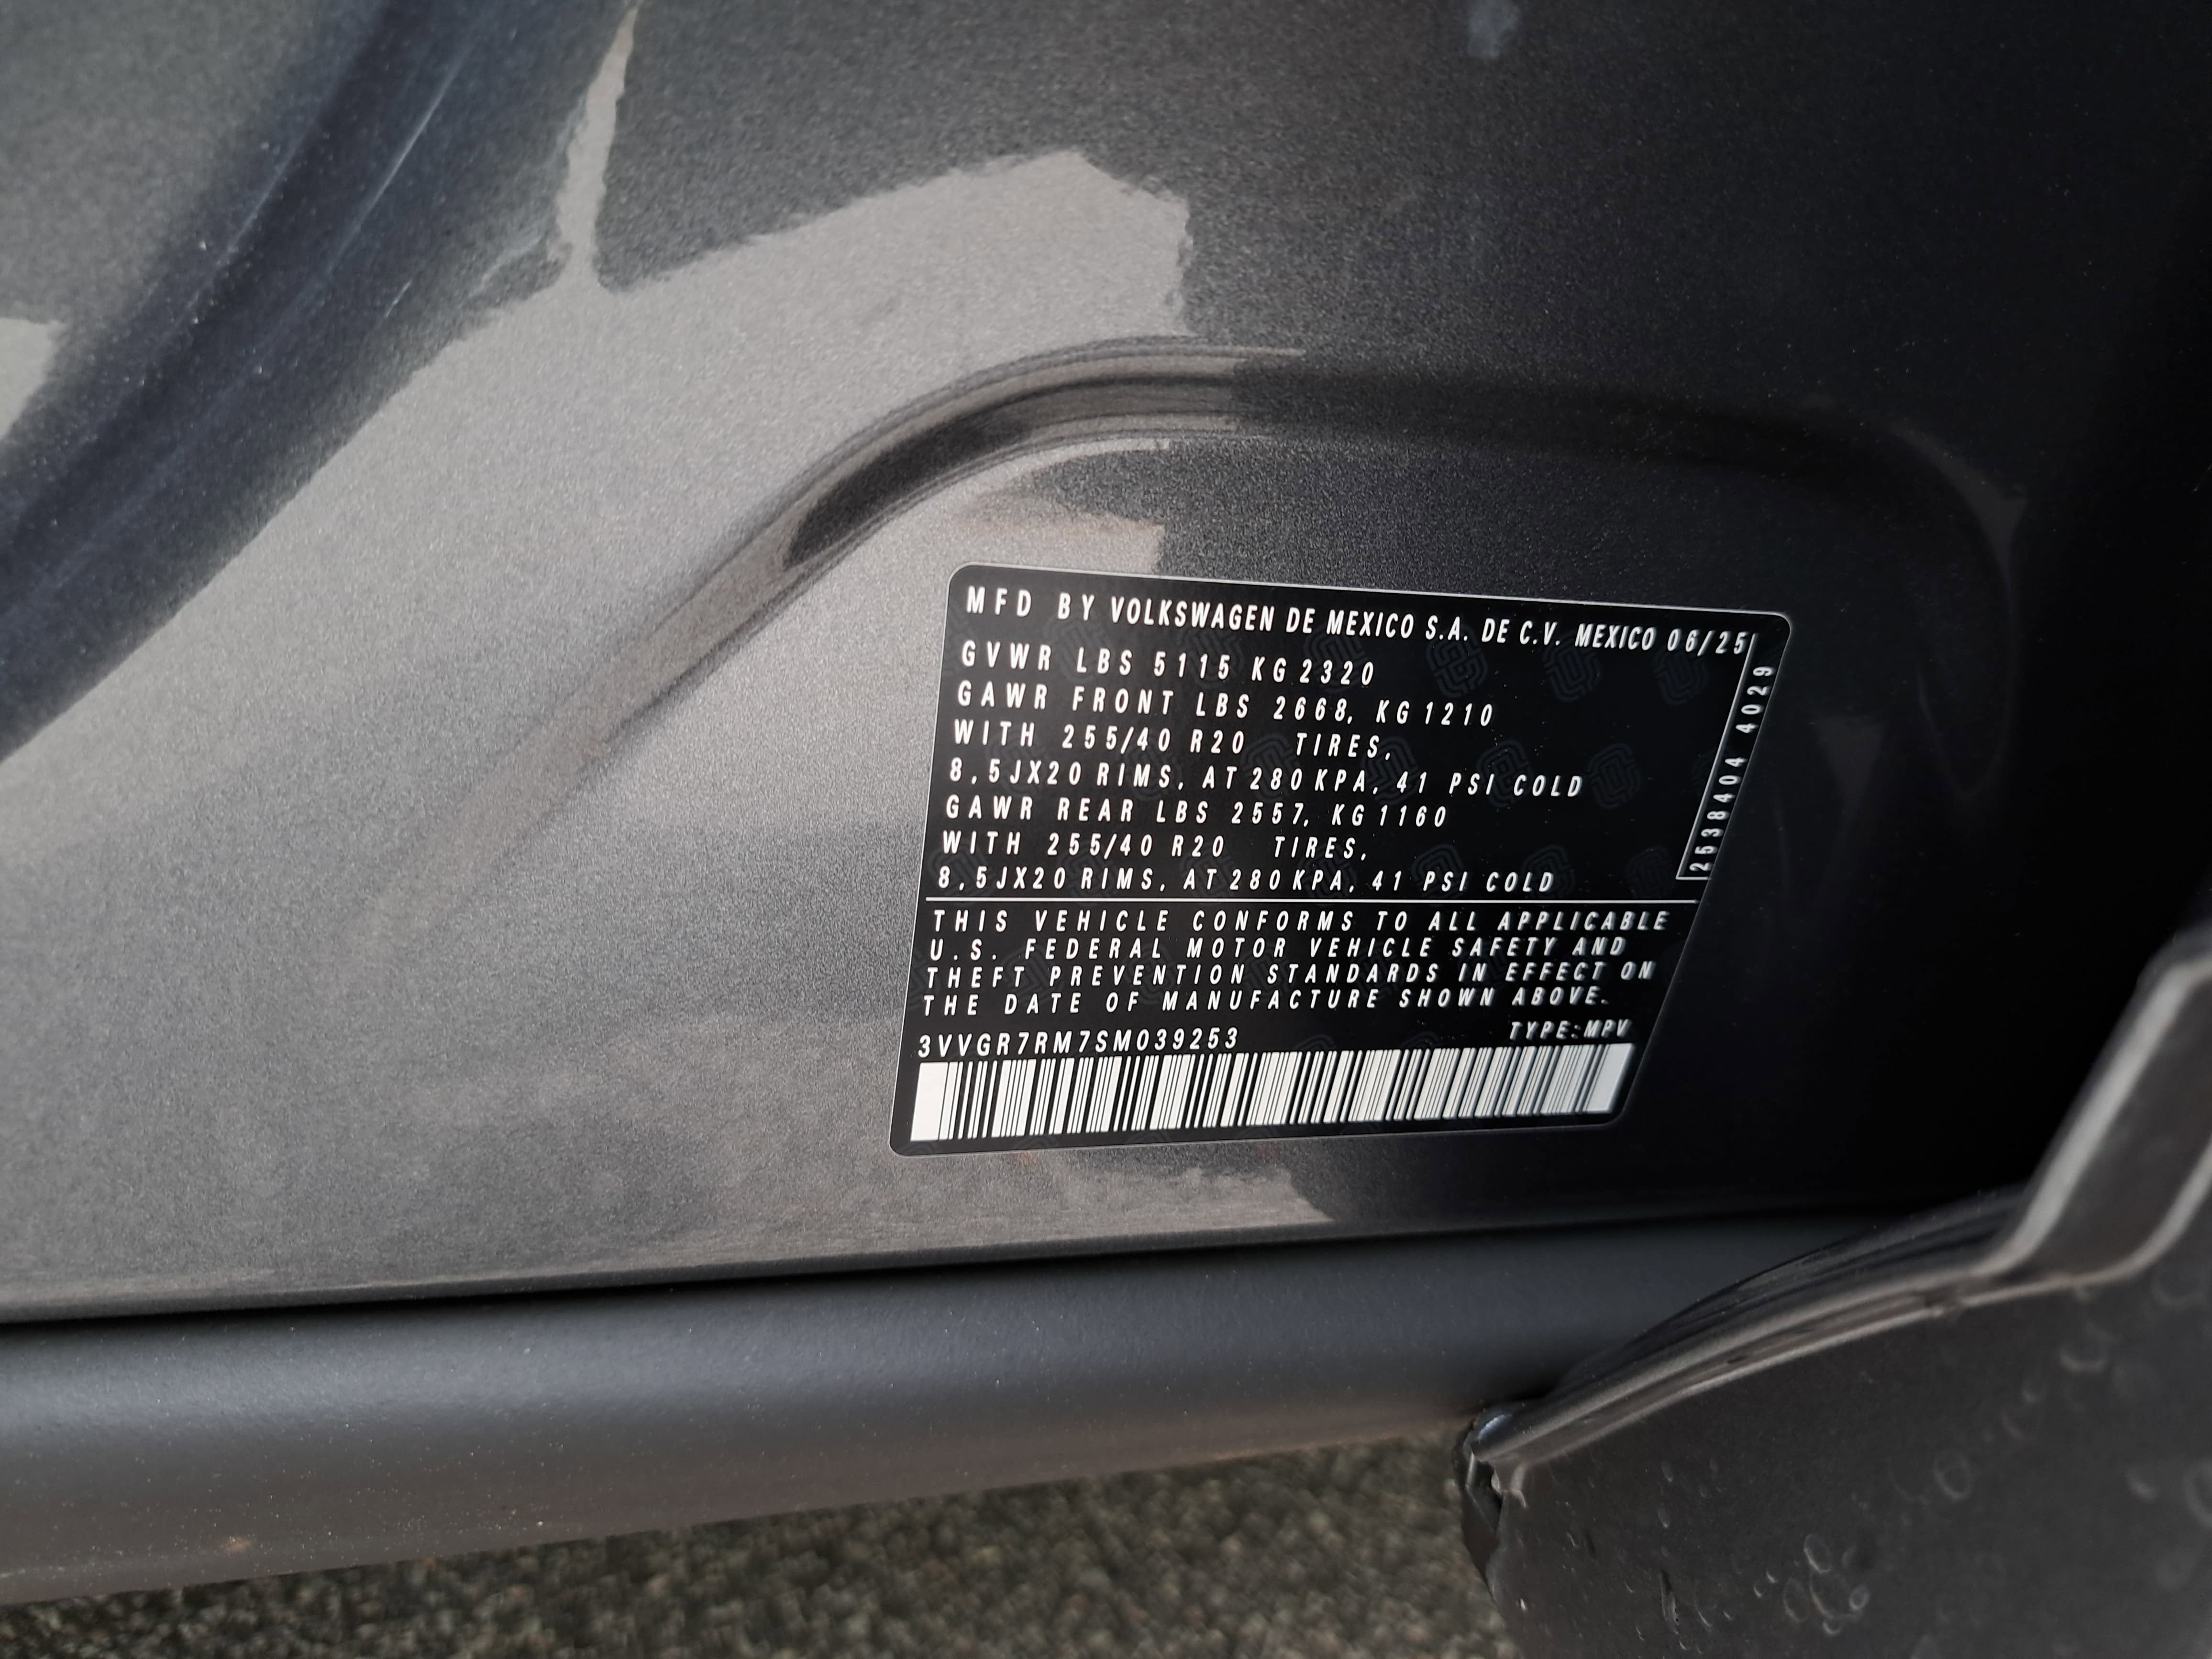 MFD BY VOLKSWAGEN DE MEXICO S.A. DE C.V. MEXICO 06/25
GVWR LBS 5115 KG 2320
GAWR FRONT LBS 2668, KG 1210
WITH 255/40 R20 TIRES,
8,5JX20 RIMS, AT 280 KPA, 41 PSI COLD
GAWR REAR LBS 2557, KG 1160
WITH 255/40 R20 TIRES,
8,5JX20 RIMS, AT 280 KPA, 41 PSI COLD
2538404 4029
THIS VEHICLE CONFORMS TO ALL APPLICABLE
U.S. FEDERAL MOTOR VEHICLE SAFETY AND
THEFT PREVENTION STANDARDS IN EFFECT ON
THE DATE OF MANUFACTURE SHOWN ABOVE.
3VVGR7RM7SM039253 TYPE:MPV